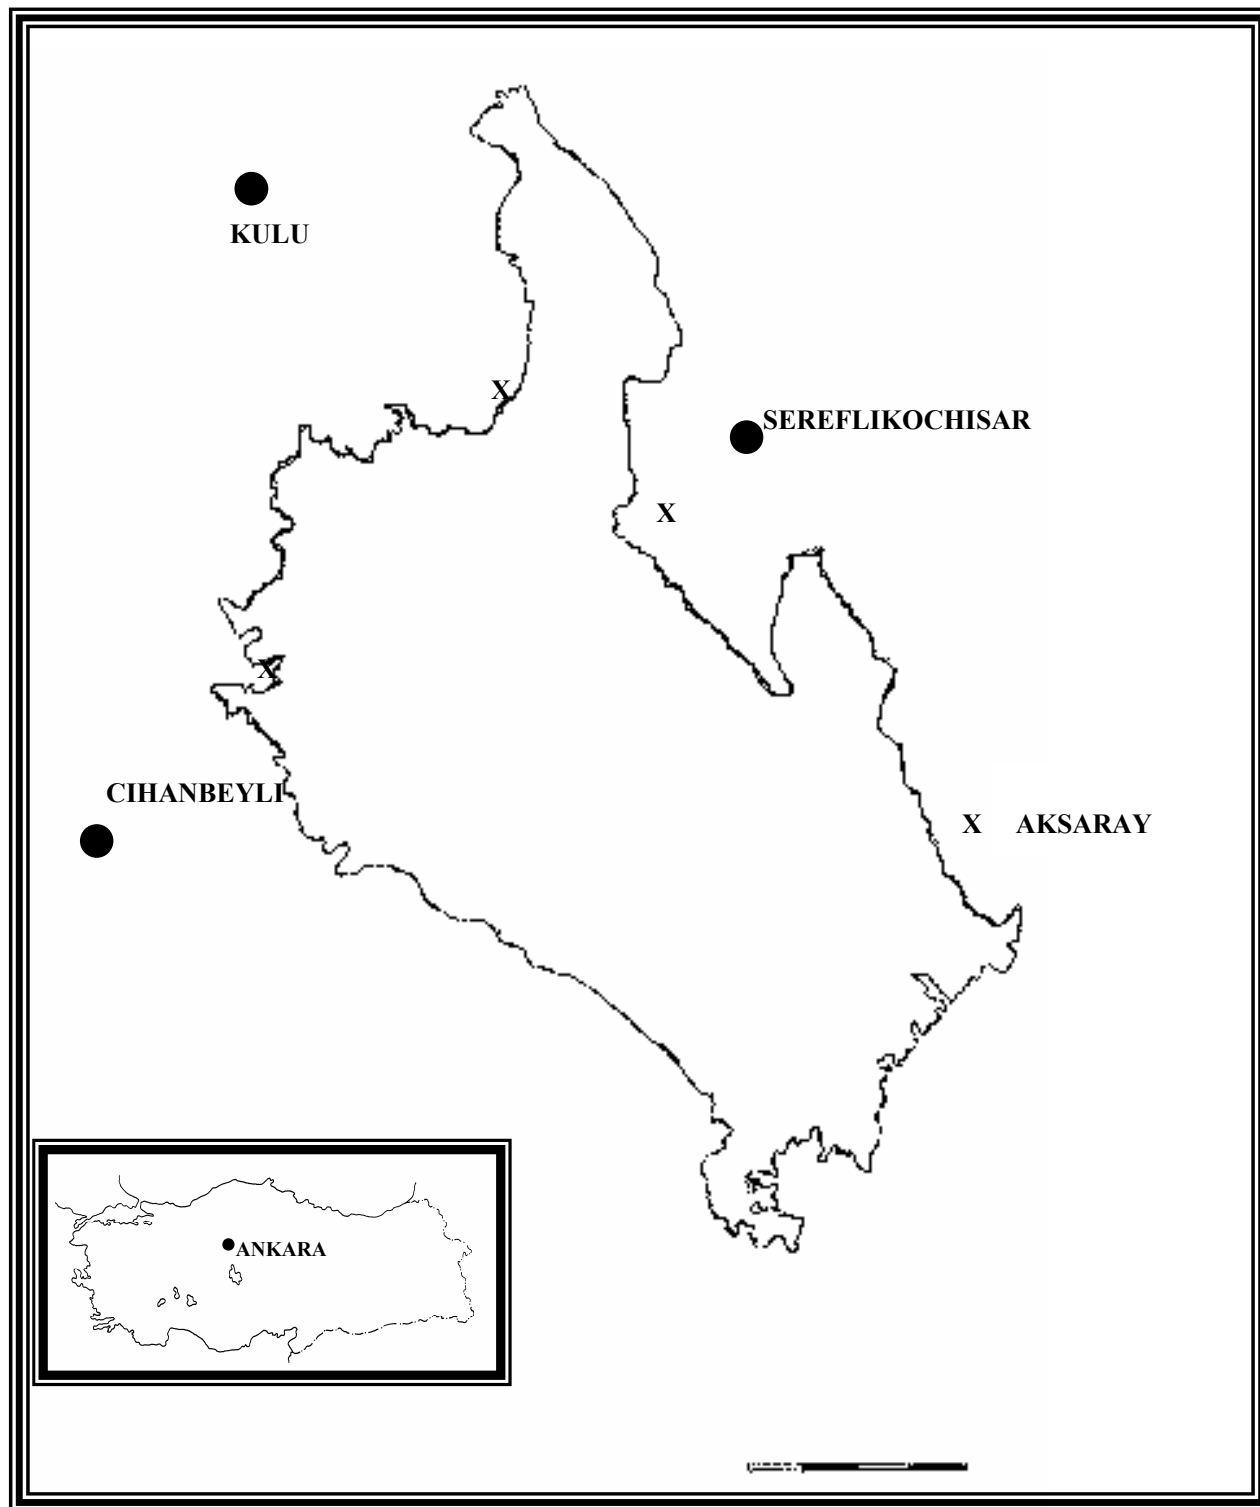 KULU
X
SEREFLIKOCHISAR
X
X
CIHANBEYLI
X AKSARAY
ANKARA